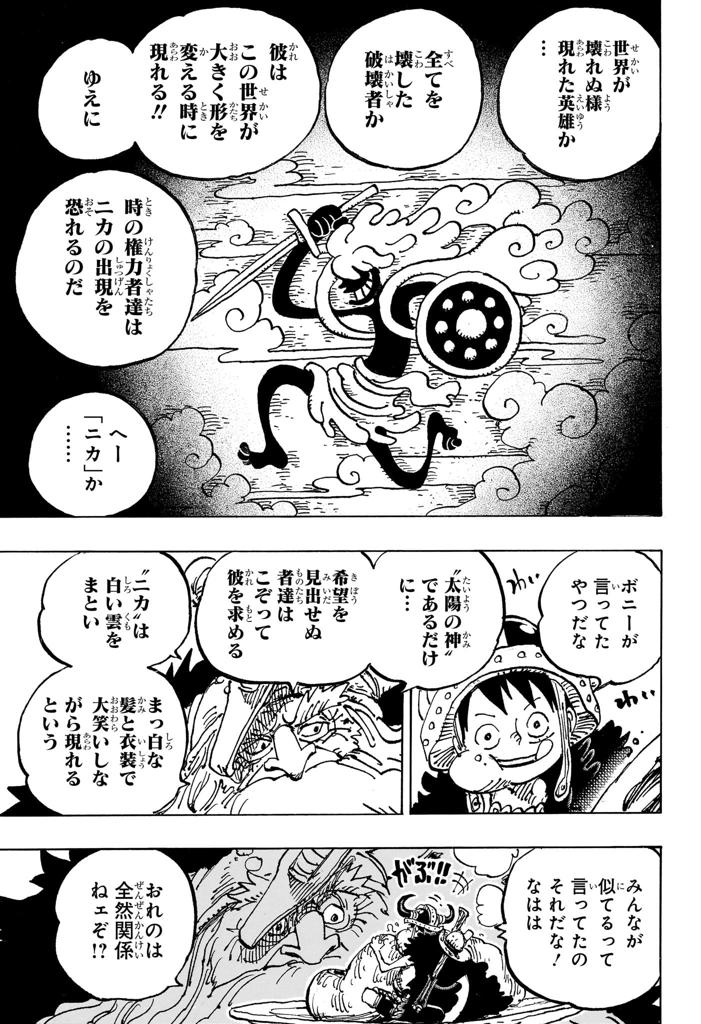 世界が
壊れぬ様
現れた英雄か
…
全てを
壊した
破壊者か
彼は
この世界が
大きく形を
変える時に
現れる!!
ゆえに
時の権力者達は
ニカの出現を
恐れるのだ
へー
「ニカ」か
……
ボニーが
言ってた
やつだな
わい
わい
〝太陽の神〟
であるだけ
に…
希望を
見出せぬ
者達は
こぞって
彼を求める
〝ニカ〟は
白い雲を
まとい
まっ白な
髪と衣装で
大笑いしな
がら現れる
という
みんなが
似てるって
言ってたの
それだな!
なはは
がぶ!!
おれのは
全然関係
ねェぞ!?